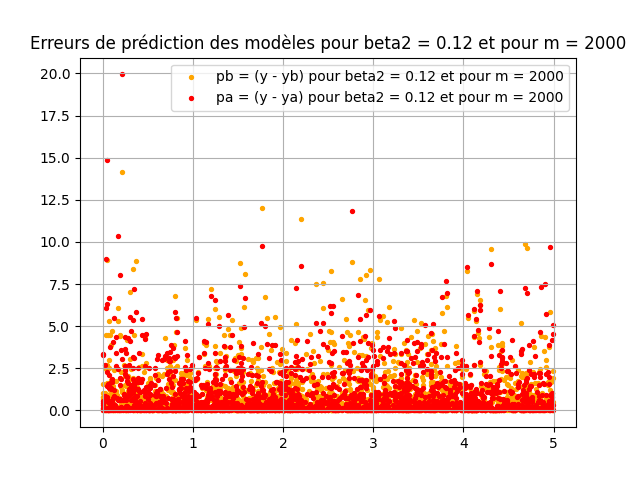 Erreurs de prédiction des modèles pour beta2 = 0.12 et pour m = 2000
pb = (y - yb) pour beta2 = 0.12 et pour m = 2000
pa = (y - ya) pour beta2 = 0.12 et pour m = 2000
20.0
17.5
15.0
12.5
10.0
7.5
5.0
2.5
0.0
0 1 2 3 4 5